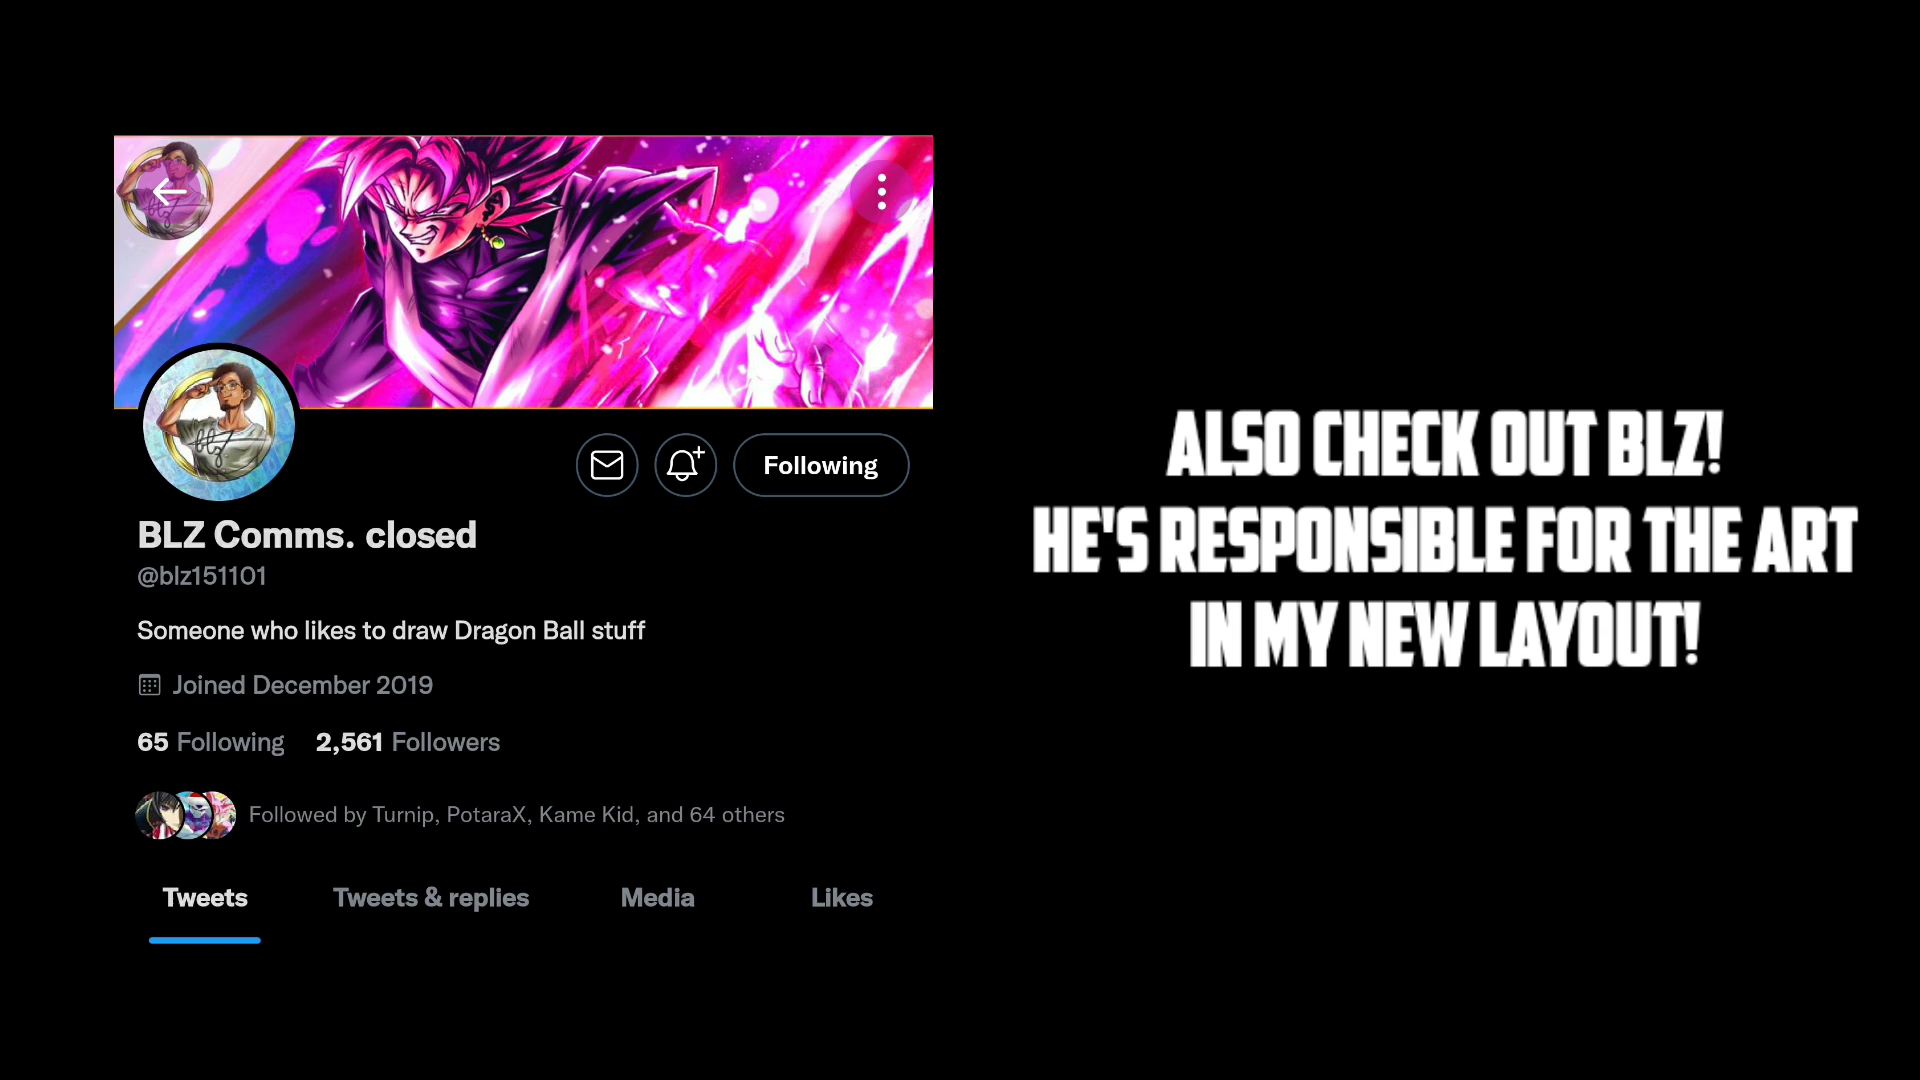 blz
blz
Following
BLZ Comms. closed
@blz151101
Someone who likes to draw Dragon Ball stuff
Joined December 2019
65 Following 2,561 Followers
Followed by Turnip, PotaraX, Kame Kid, and 64 others
Tweets Tweets & replies Media Likes
ALSO CHECK OUT BLZ!
HE'S RESPONSIBLE FOR THE ART
IN MY NEW LAYOUT!